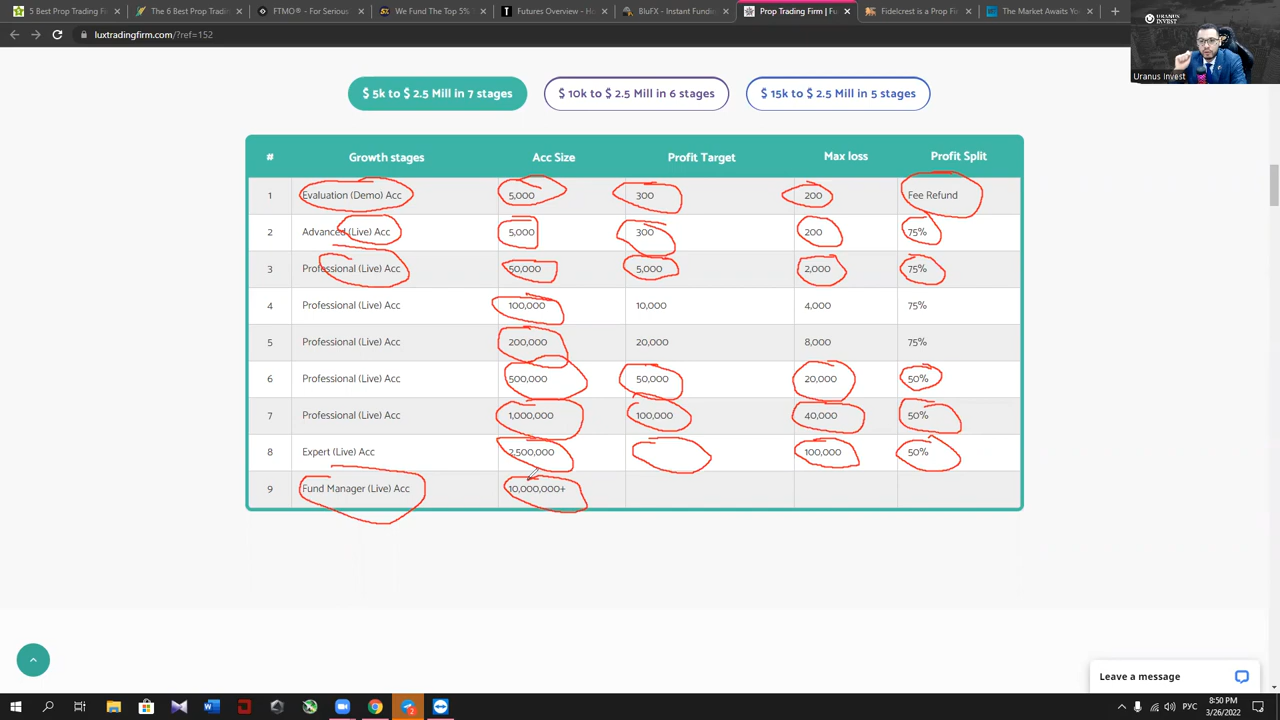 5 Best Prop Trading Fi
The 6 Best Prop Trading
FTMO® - For Serious
We Fund The Top 5%
Futures Overview - Ho
BluFX - Instant Fundi
Prop Trading Firm | Fu
Fidelcrest is a Prop Fi
The Market Awaits Yo
luxtradingfirm.com/?ref=152
URANUS INVEST
Uranus Invest
$ 5k to $ 2.5 Mill in 7 stages
$ 10k to $ 2.5 Mill in 6 stages
$ 15k to $ 2.5 Mill in 5 stages
# Growth stages Acc Size Profit Target Max loss Profit Split
1 Evaluation (Demo) Acc 5,000 300 200 Fee Refund
2 Advanced (Live) Acc 5,000 300 200 75%
3 Professional (Live) Acc 50,000 5,000 2,000 75%
4 Professional (Live) Acc 100,000 10,000 4,000 75%
5 Professional (Live) Acc 200,000 20,000 8,000 75%
6 Professional (Live) Acc 500,000 50,000 20,000 50%
7 Professional (Live) Acc 1,000,000 100,000 40,000 50%
8 Expert (Live) Acc 2,500,000 100,000 50%
9 Fund Manager (Live) Acc 10,000,000+
Leave a message
РУС
8:50 PM
3/26/2022